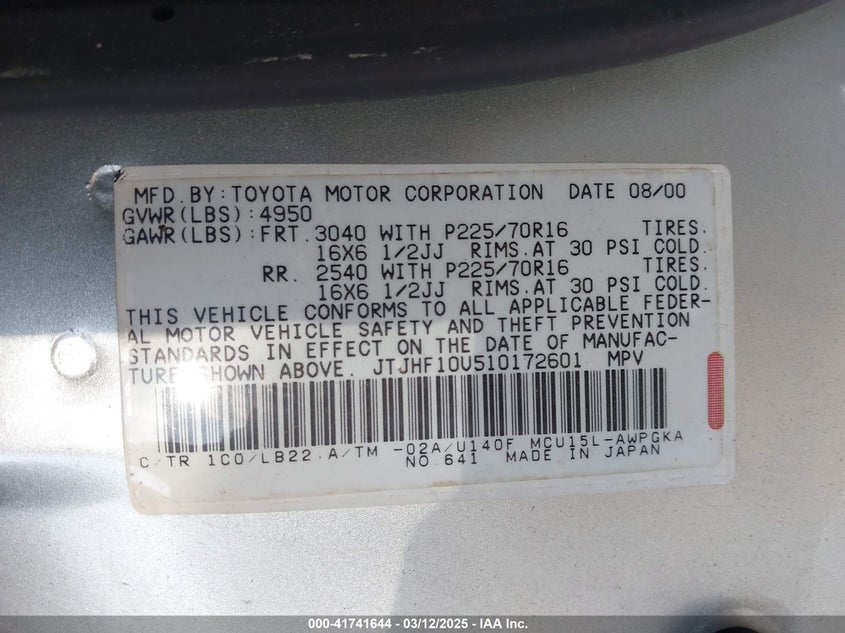 MFD. BY: TOYOTA MOTOR CORPORATION DATE 08/00
GVWR(LBS):4950
GAWR(LBS):FRT. 3040 WITH P225/70R16 TIRES.
16X6 1/2JJ RIMS.AT 30 PSI COLD.
RR. 2540 WITH P225/70R16 TIRES.
16X6 1/2JJ RIMS.AT 30 PSI COLD.
THIS VEHICLE CONFORMS TO ALL APPLICABLE FEDER-
AL MOTOR VEHICLE SAFETY AND THEFT PREVENTION
STANDARDS IN EFFECT ON THE DATE OF MANUFAC-
TURE SHOWN ABOVE. JTJHF10U510172601 MPV
C/TR 1C0/LB22 A/TM -02A/U140F MCU15L-AWPGKA
NO.641 MADE IN JAPAN
000-41741644 - 03/12/2025 - IAA Inc.